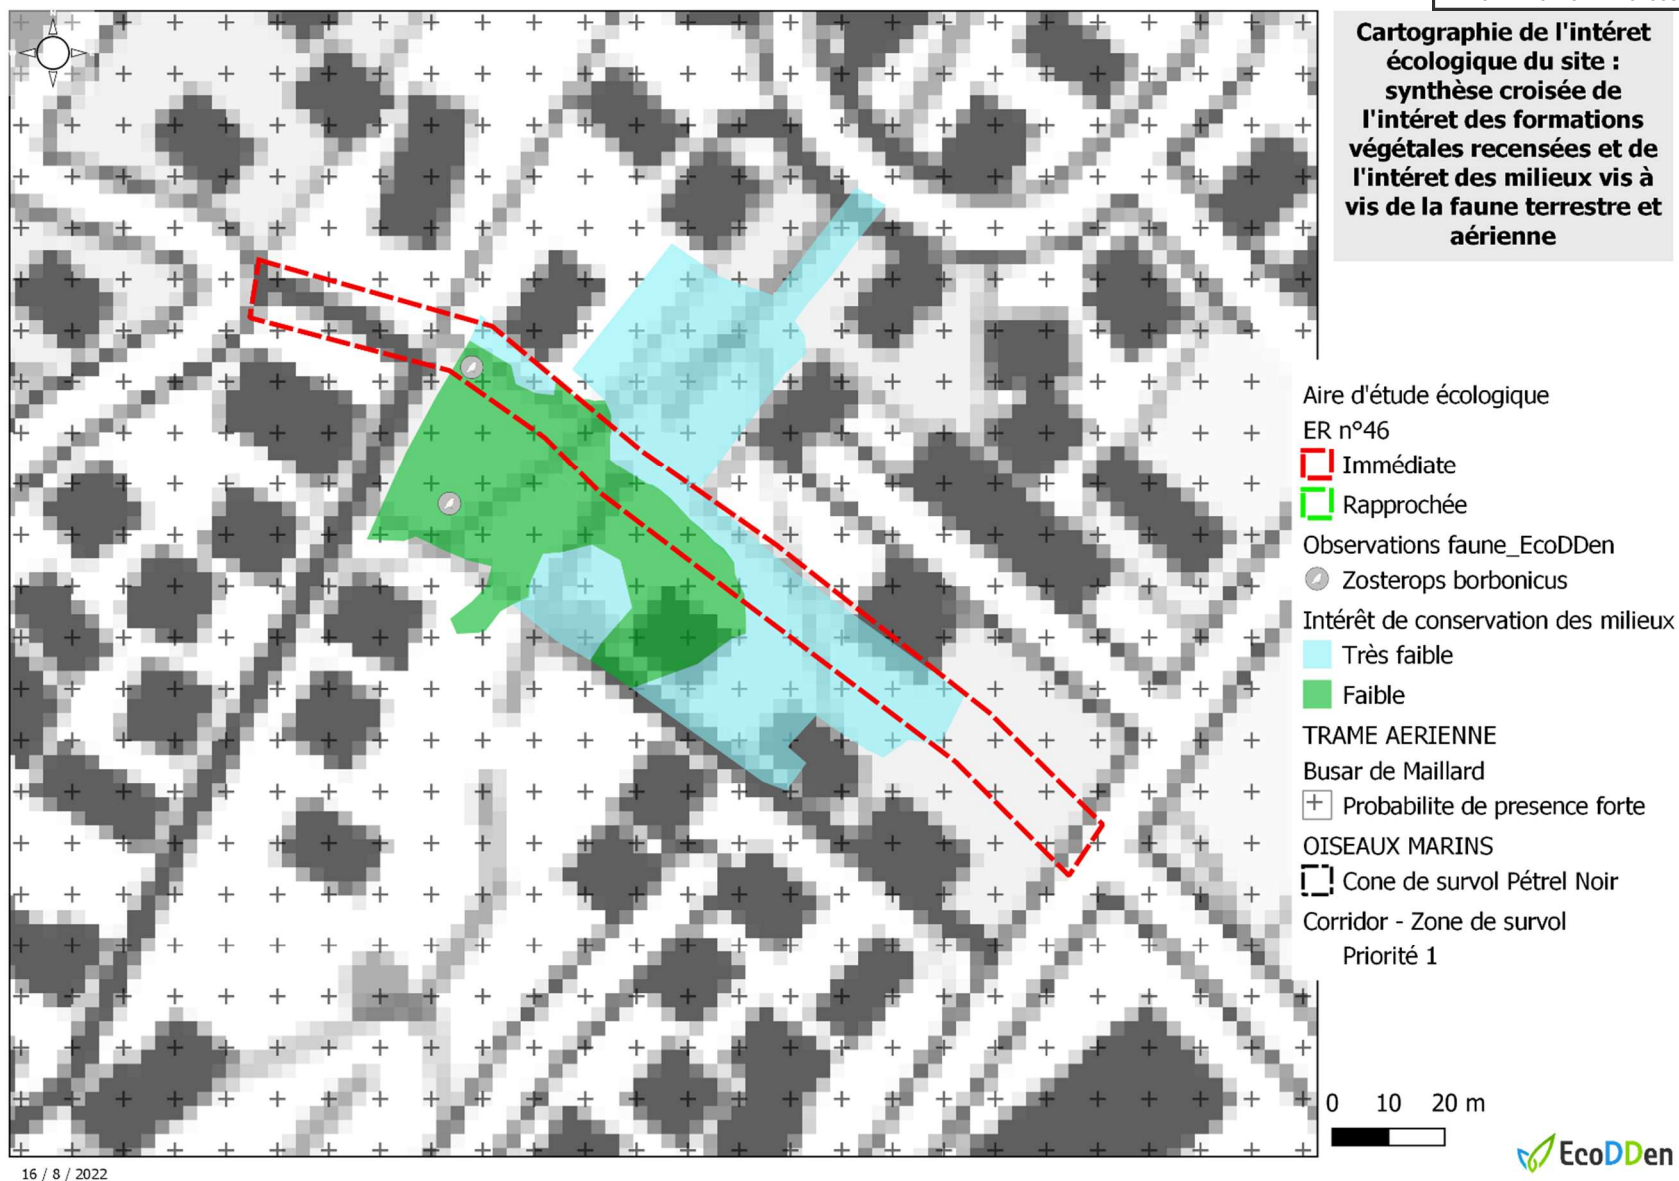 Cartographie de l'intéret
écologique du site :
synthèse croisée de
l'intéret des formations
végétales recensées et de
l'intéret des milieux vis à
vis de la faune terrestre et
aérienne
Aire d'étude écologique
ER n°46
Immédiate
Rapprochée
Observations faune_EcoDDen
Zosterops borbonicus
Intérêt de conservation des milieux
Très faible
Faible
TRAME AERIENNE
Busar de Maillard
Probabilite de presence forte
OISEAUX MARINS
Cone de survol Pétrel Noir
Corridor - Zone de survol
Priorité 1
0 10 20 m
EcoDDen
16 / 8 / 2022